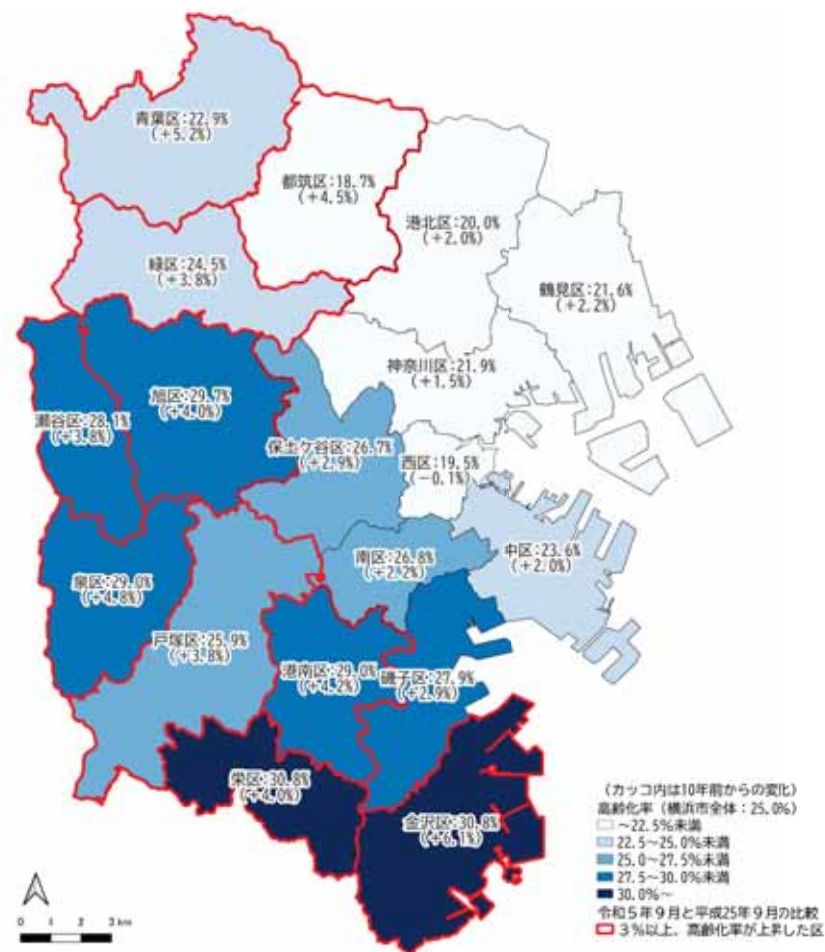 青葉区:22.9%
(+5.2%)
都筑区:18.7%
(+4.5%)
港北区:20.0%
(+2.0%)
緑区:24.5%
(+3.8%)
鶴見区:21.6%
(+2.2%)
神奈川区:21.9%
(+1.5%)
旭区:29.7%
(+4.0%)
瀬谷区:28.1%
(+3.8%)
保土ケ谷区:26.7%
(+2.9%)
西区:19.5%
(-0.1%)
中区:23.6%
(+2.0%)
南区:26.8%
(+2.2%)
泉区:29.0%
(+4.8%)
戸塚区:25.9%
(+3.8%)
港南区:29.0%
(+4.2%)
磯子区:27.9%
(+2.9%)
栄区:30.8%
(+4.0%)
金沢区:30.8%
(+6.1%)
(カッコ内は10年前からの変化)
高齢化率(横浜市全体:25.0%)
~22.5%未満
22.5~25.0%未満
25.0~27.5%未満
27.5~30.0%未満
30.0%~
令和5年9月と平成25年9月の比較
3%以上、高齢化率が上昇した区
0 1 2 3 km